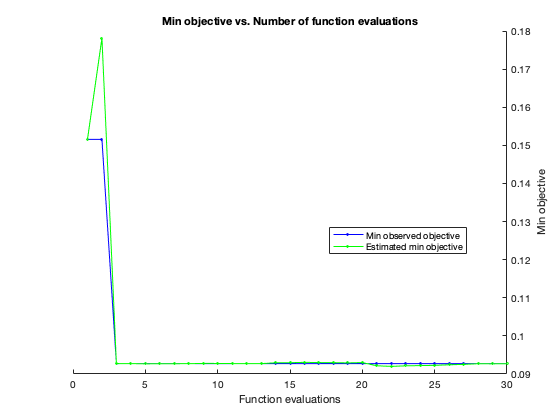 Min objective vs. Number of function evaluations
0.18
0.17
0.16
0.15
0.14
0.13
0.12
0.11
0.1
0.09
Min objective
Min observed objective
Estimated min objective
0 5 10 15 20 25 30
Function evaluations